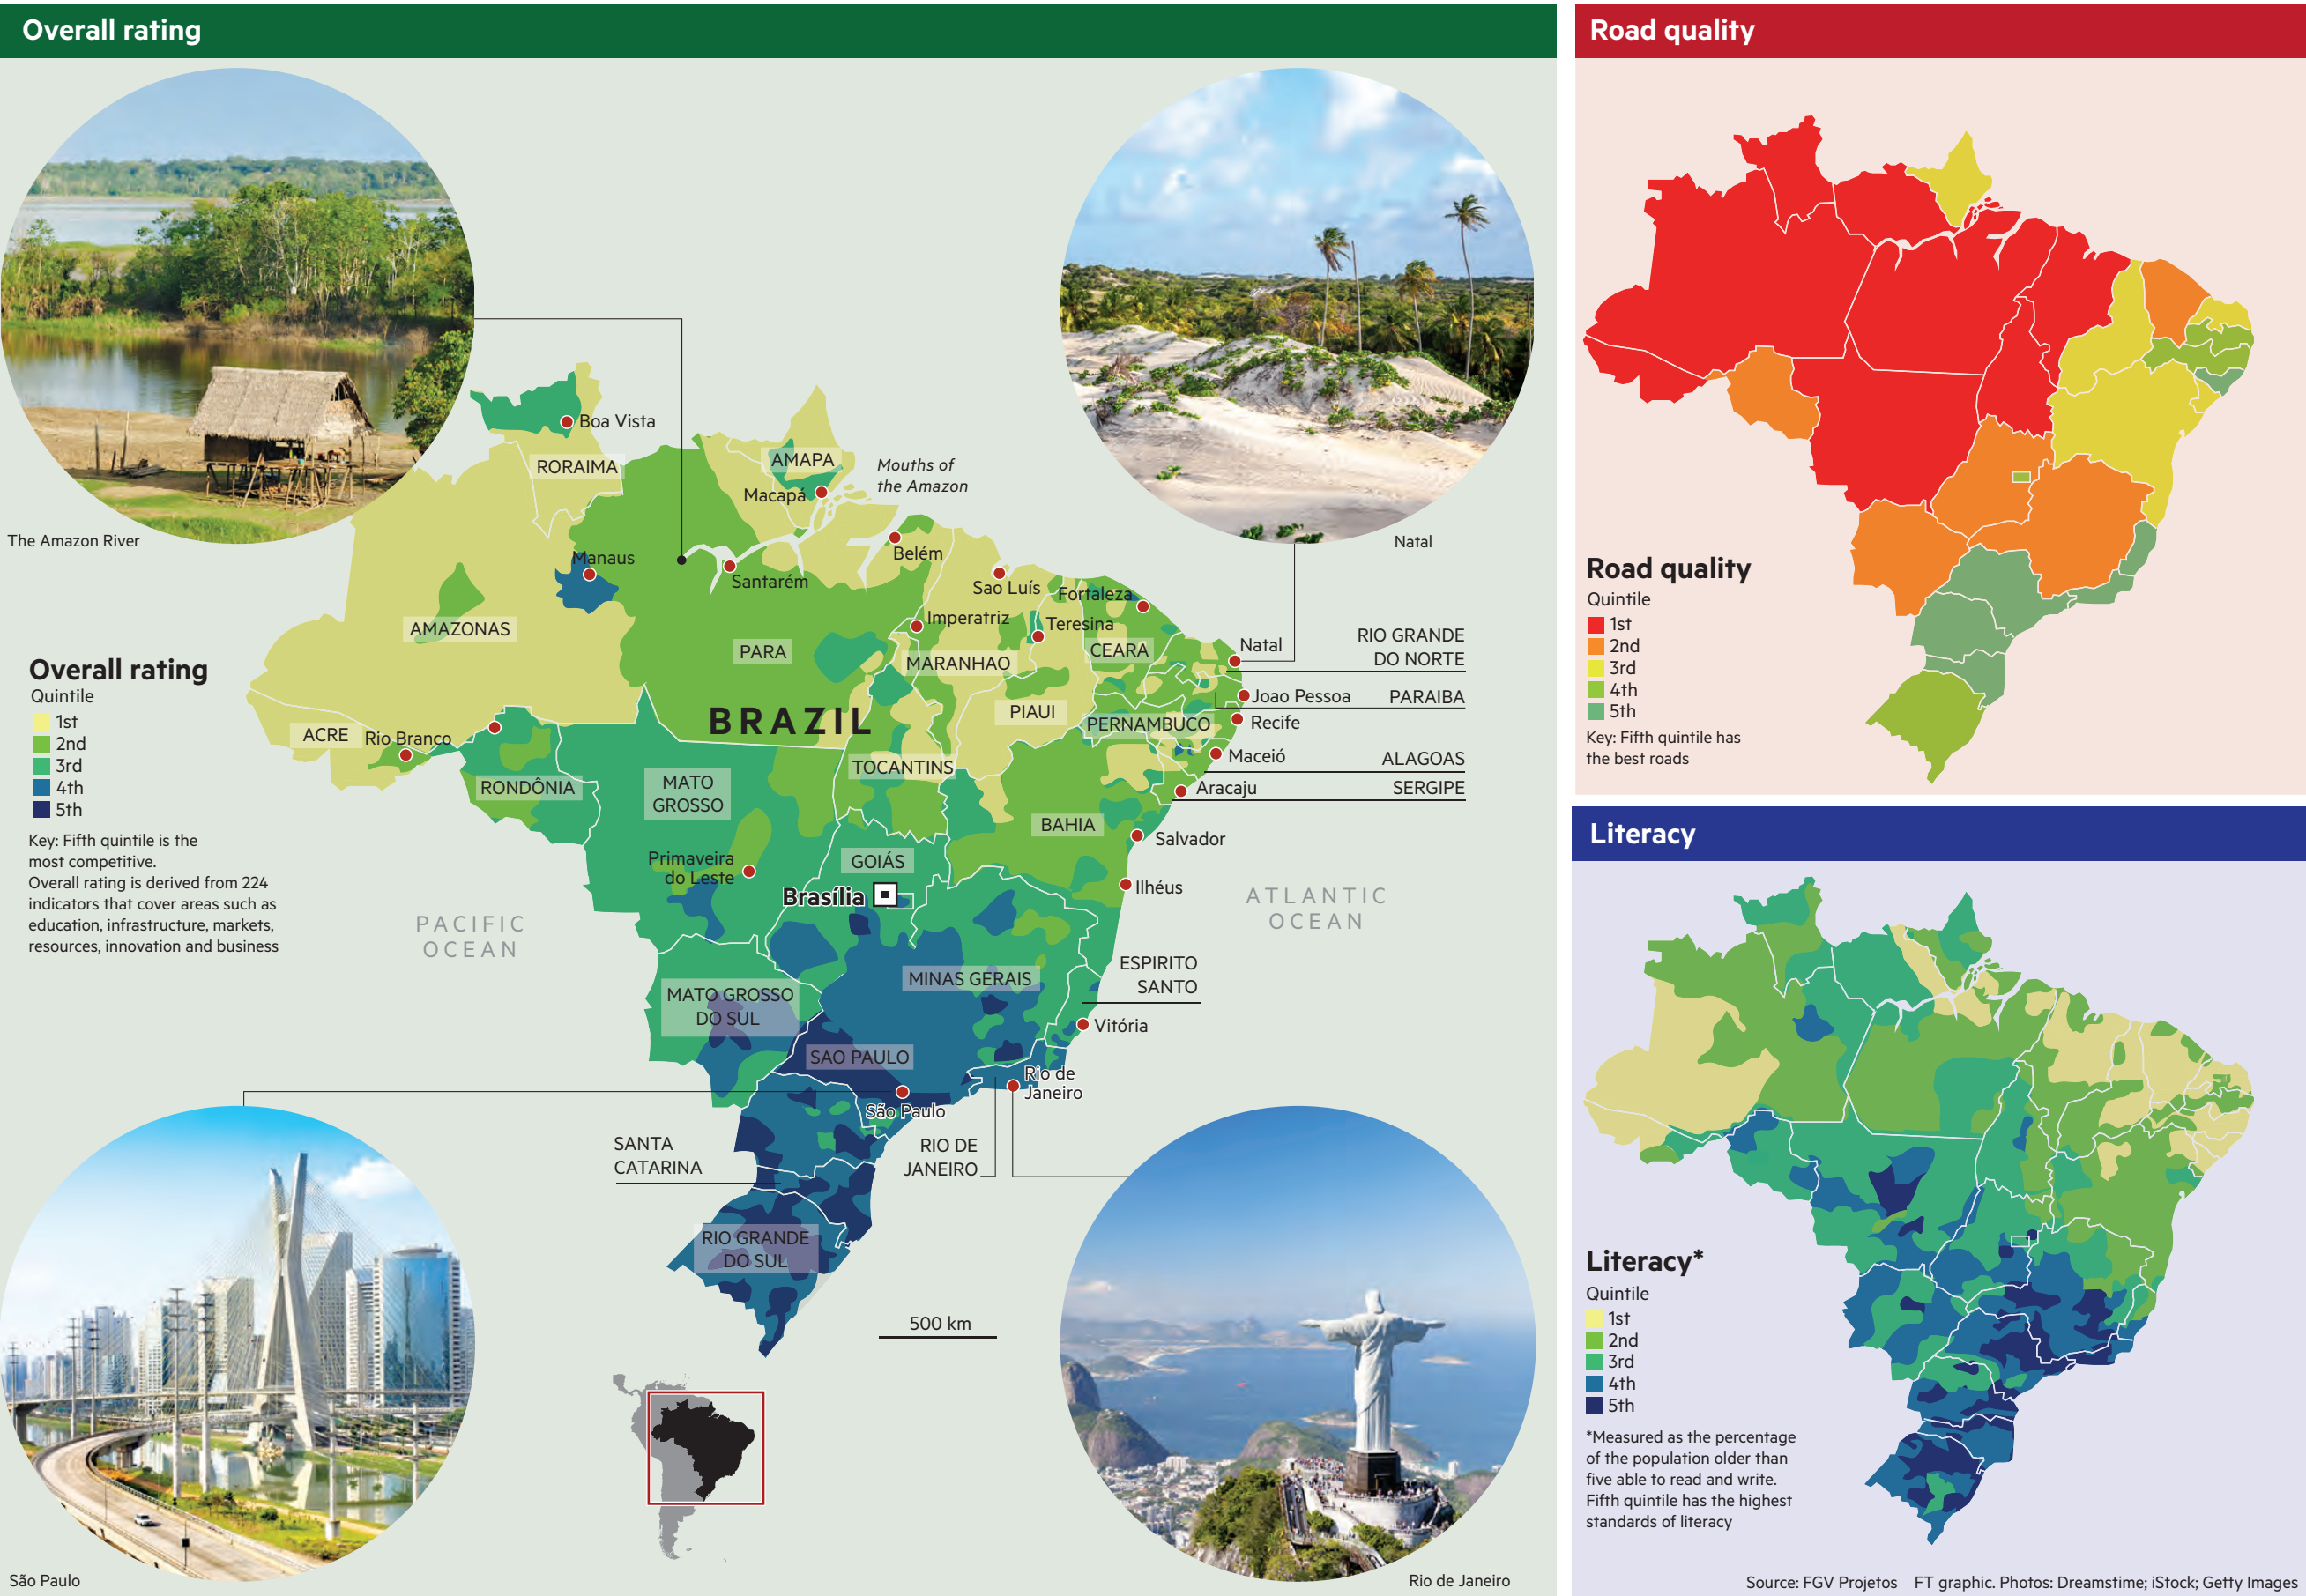 Overall rating
The Amazon River
Natal
Boa Vista
RORAIMA
AMAPA
Macapá
Mouths of
the Amazon
Manaus
Santarém
Belém
Sao Luís
Fortaleza
Imperatriz
Teresina
AMAZONAS
PARA
MARANHAO
CEARA
Natal
RIO GRANDE
DO NORTE
Joao Pessoa
PARAIBA
BRAZIL
PIAUI
PERNAMBUCO
Recife
ACRE
Rio Branco
Maceió
ALAGOAS
TOCANTINS
RONDÔNIA
MATO
GROSSO
Aracaju
SERGIPE
BAHIA
Salvador
Primaveira
do Leste
GOIÁS
Brasília
Ilhéus
PACIFIC
OCEAN
ATLANTIC
OCEAN
MINAS GERAIS
ESPIRITO
SANTO
MATO GROSSO
DO SUL
Vitória
SAO PAULO
Rio de
Janeiro
São Paulo
SANTA
CATARINA
RIO DE
JANEIRO
RIO GRANDE
DO SUL
500 km
Overall rating
Quintile
1st
2nd
3rd
4th
5th
Key: Fifth quintile is the
most competitive.
Overall rating is derived from 224
indicators that cover areas such as
education, infrastructure, markets,
resources, innovation and business
São Paulo
Rio de Janeiro
Road quality
Road quality
Quintile
1st
2nd
3rd
4th
5th
Key: Fifth quintile has
the best roads
Literacy
Literacy*
Quintile
1st
2nd
3rd
4th
5th
*Measured as the percentage
of the population older than
five able to read and write.
Fifth quintile has the highest
standards of literacy
Source: FGV Projetos FT graphic. Photos: Dreamstime; iStock; Getty Images